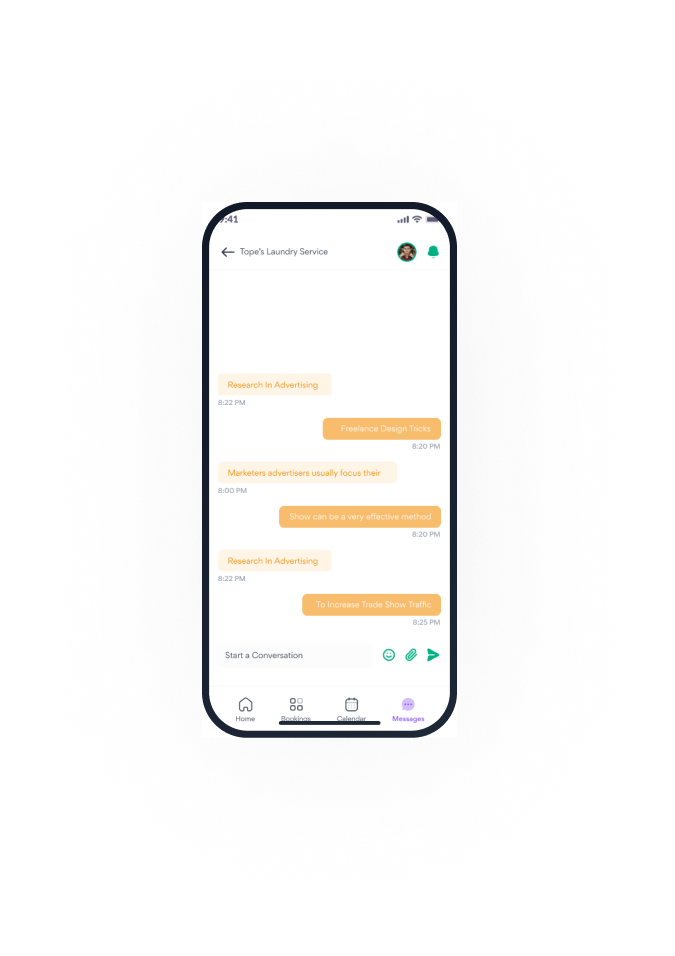 9:41
Tope's Laundry Service
Research In Advertising
8:22 PM
Freelance Design Tricks
8:20 PM
Marketers advertisers usually focus their
8:00 PM
Show can be a very effective method
8:20 PM
Research In Advertising
8:22 PM
To Increase Trade Show Traffic
8:25 PM
Start a Conversation
Home Bookings Calendar Messages